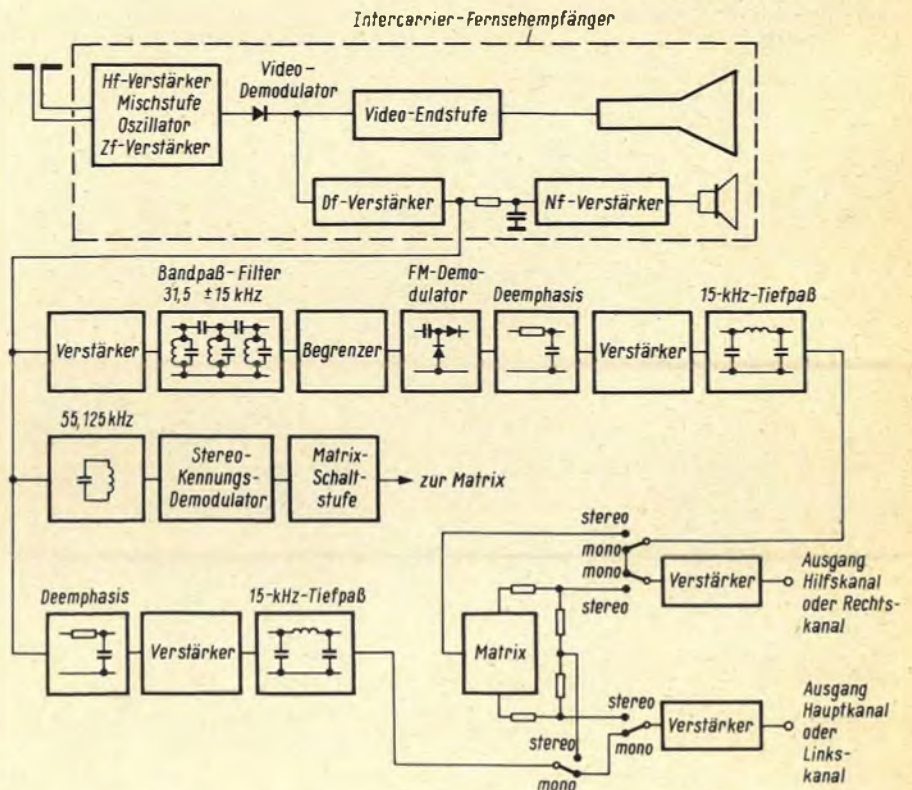 Intercarrier-Fernsehempfänger
Hf-Verstärker
Mischstufe
Oszillator
Zf-Verstärker
Video-
Demodulator
Video-Endstufe
Df-Verstärker
Nf-Verstärker
Bandpaß-Filter
31,5 ±15 kHz
FM-Demo-
dulator
Deemphasis
15-kHz-Tiefpaß
Verstärker
Begrenzer
Verstärker
55,125 kHz
Stereo-
Kennungs-
Demodulator
Matrix-
Schalt-
stufe
zur Matrix
stereo
mono
mono
stereo
Verstärker
Ausgang
Hilfskanal
oder Rechts-
kanal
Deemphasis
15-kHz-Tiefpaß
Verstärker
Matrix
stereo
mono
stereo
mono
Verstärker
Ausgang
Hauptkanal
oder
Links-
kanal